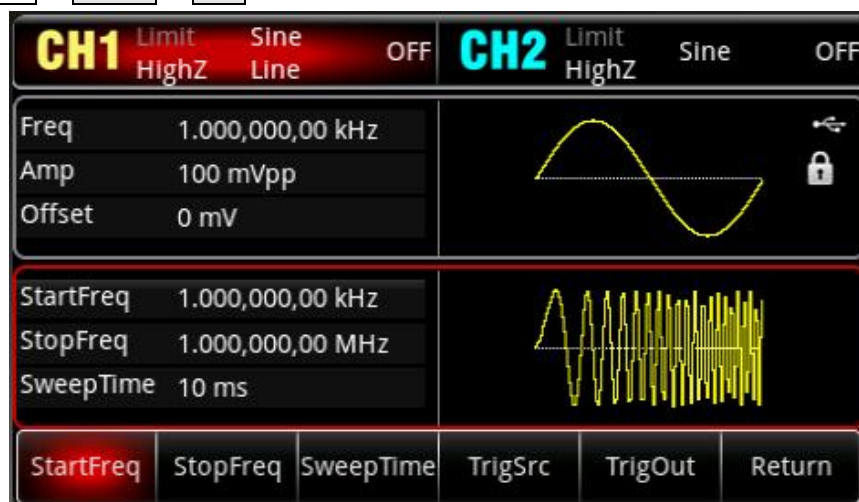 CH1 Limit Sine OFF CH2 Limit Sine OFF
HighZ Line HighZ
Freq 1.000,000,00 kHz
Amp 100 mVpp
Offset 0 mV
StartFreq 1.000,000,00 kHz
StopFreq 1.000,000,00 MHz
SweepTime 10 ms
StartFreq StopFreq SweepTime TrigSrc TrigOut Return